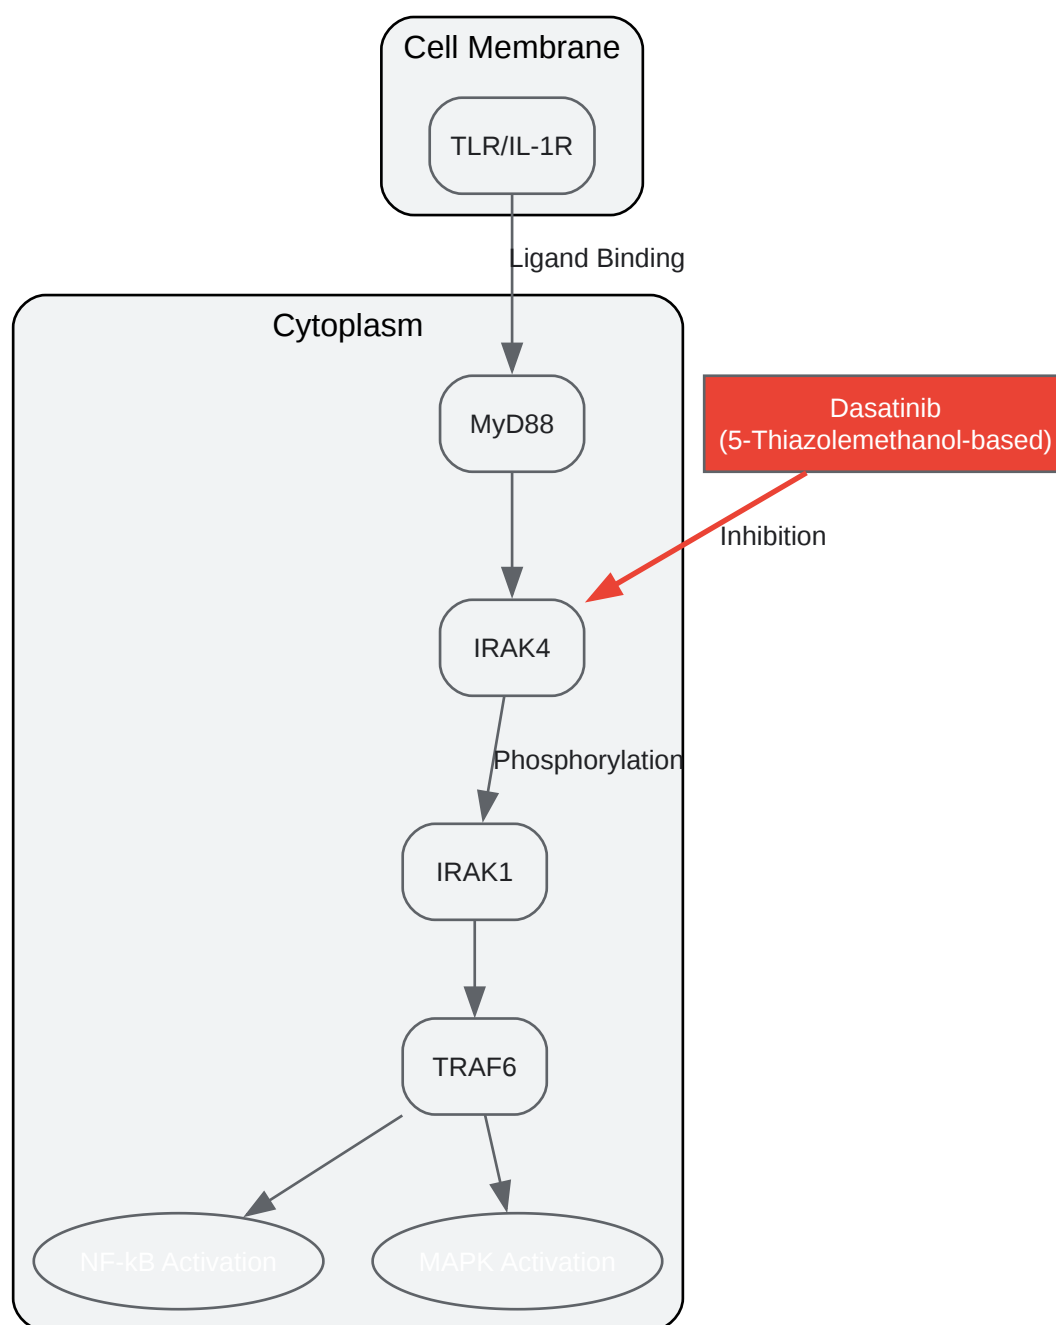 Cell Membrane
TLR/IL-1R
Ligand Binding
Cytoplasm
MyD88
Dasatinib
(5-Thiazolemethanol-based)
Inhibition
IRAK4
Phosphorylation
IRAK1
TRAF6
NF-kB Activation
MAPK Activation